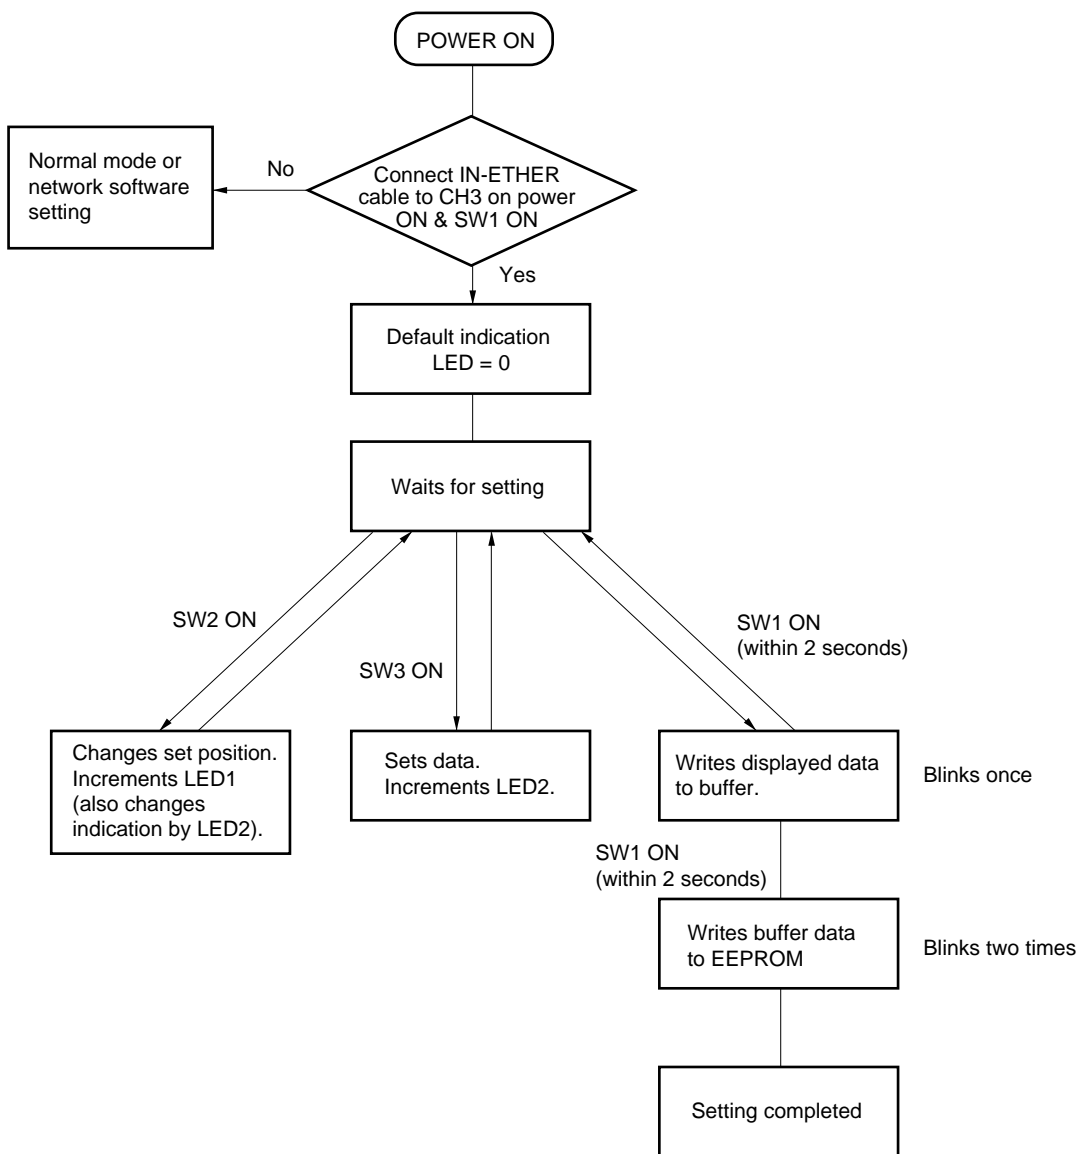 POWER ON
Normal mode or
network software
setting
No
Connect IN-ETHER
cable to CH3 on power
ON & SW1 ON
Yes
Default indication
LED = 0
Waits for setting
SW2 ON
SW3 ON
SW1 ON
(within 2 seconds)
Changes set position.
Increments LED1
(also changes
indication by LED2).
Sets data.
Increments LED2.
Writes displayed data
to buffer.
Blinks once
SW1 ON
(within 2 seconds)
Writes buffer data
to EEPROM
Blinks two times
Setting completed